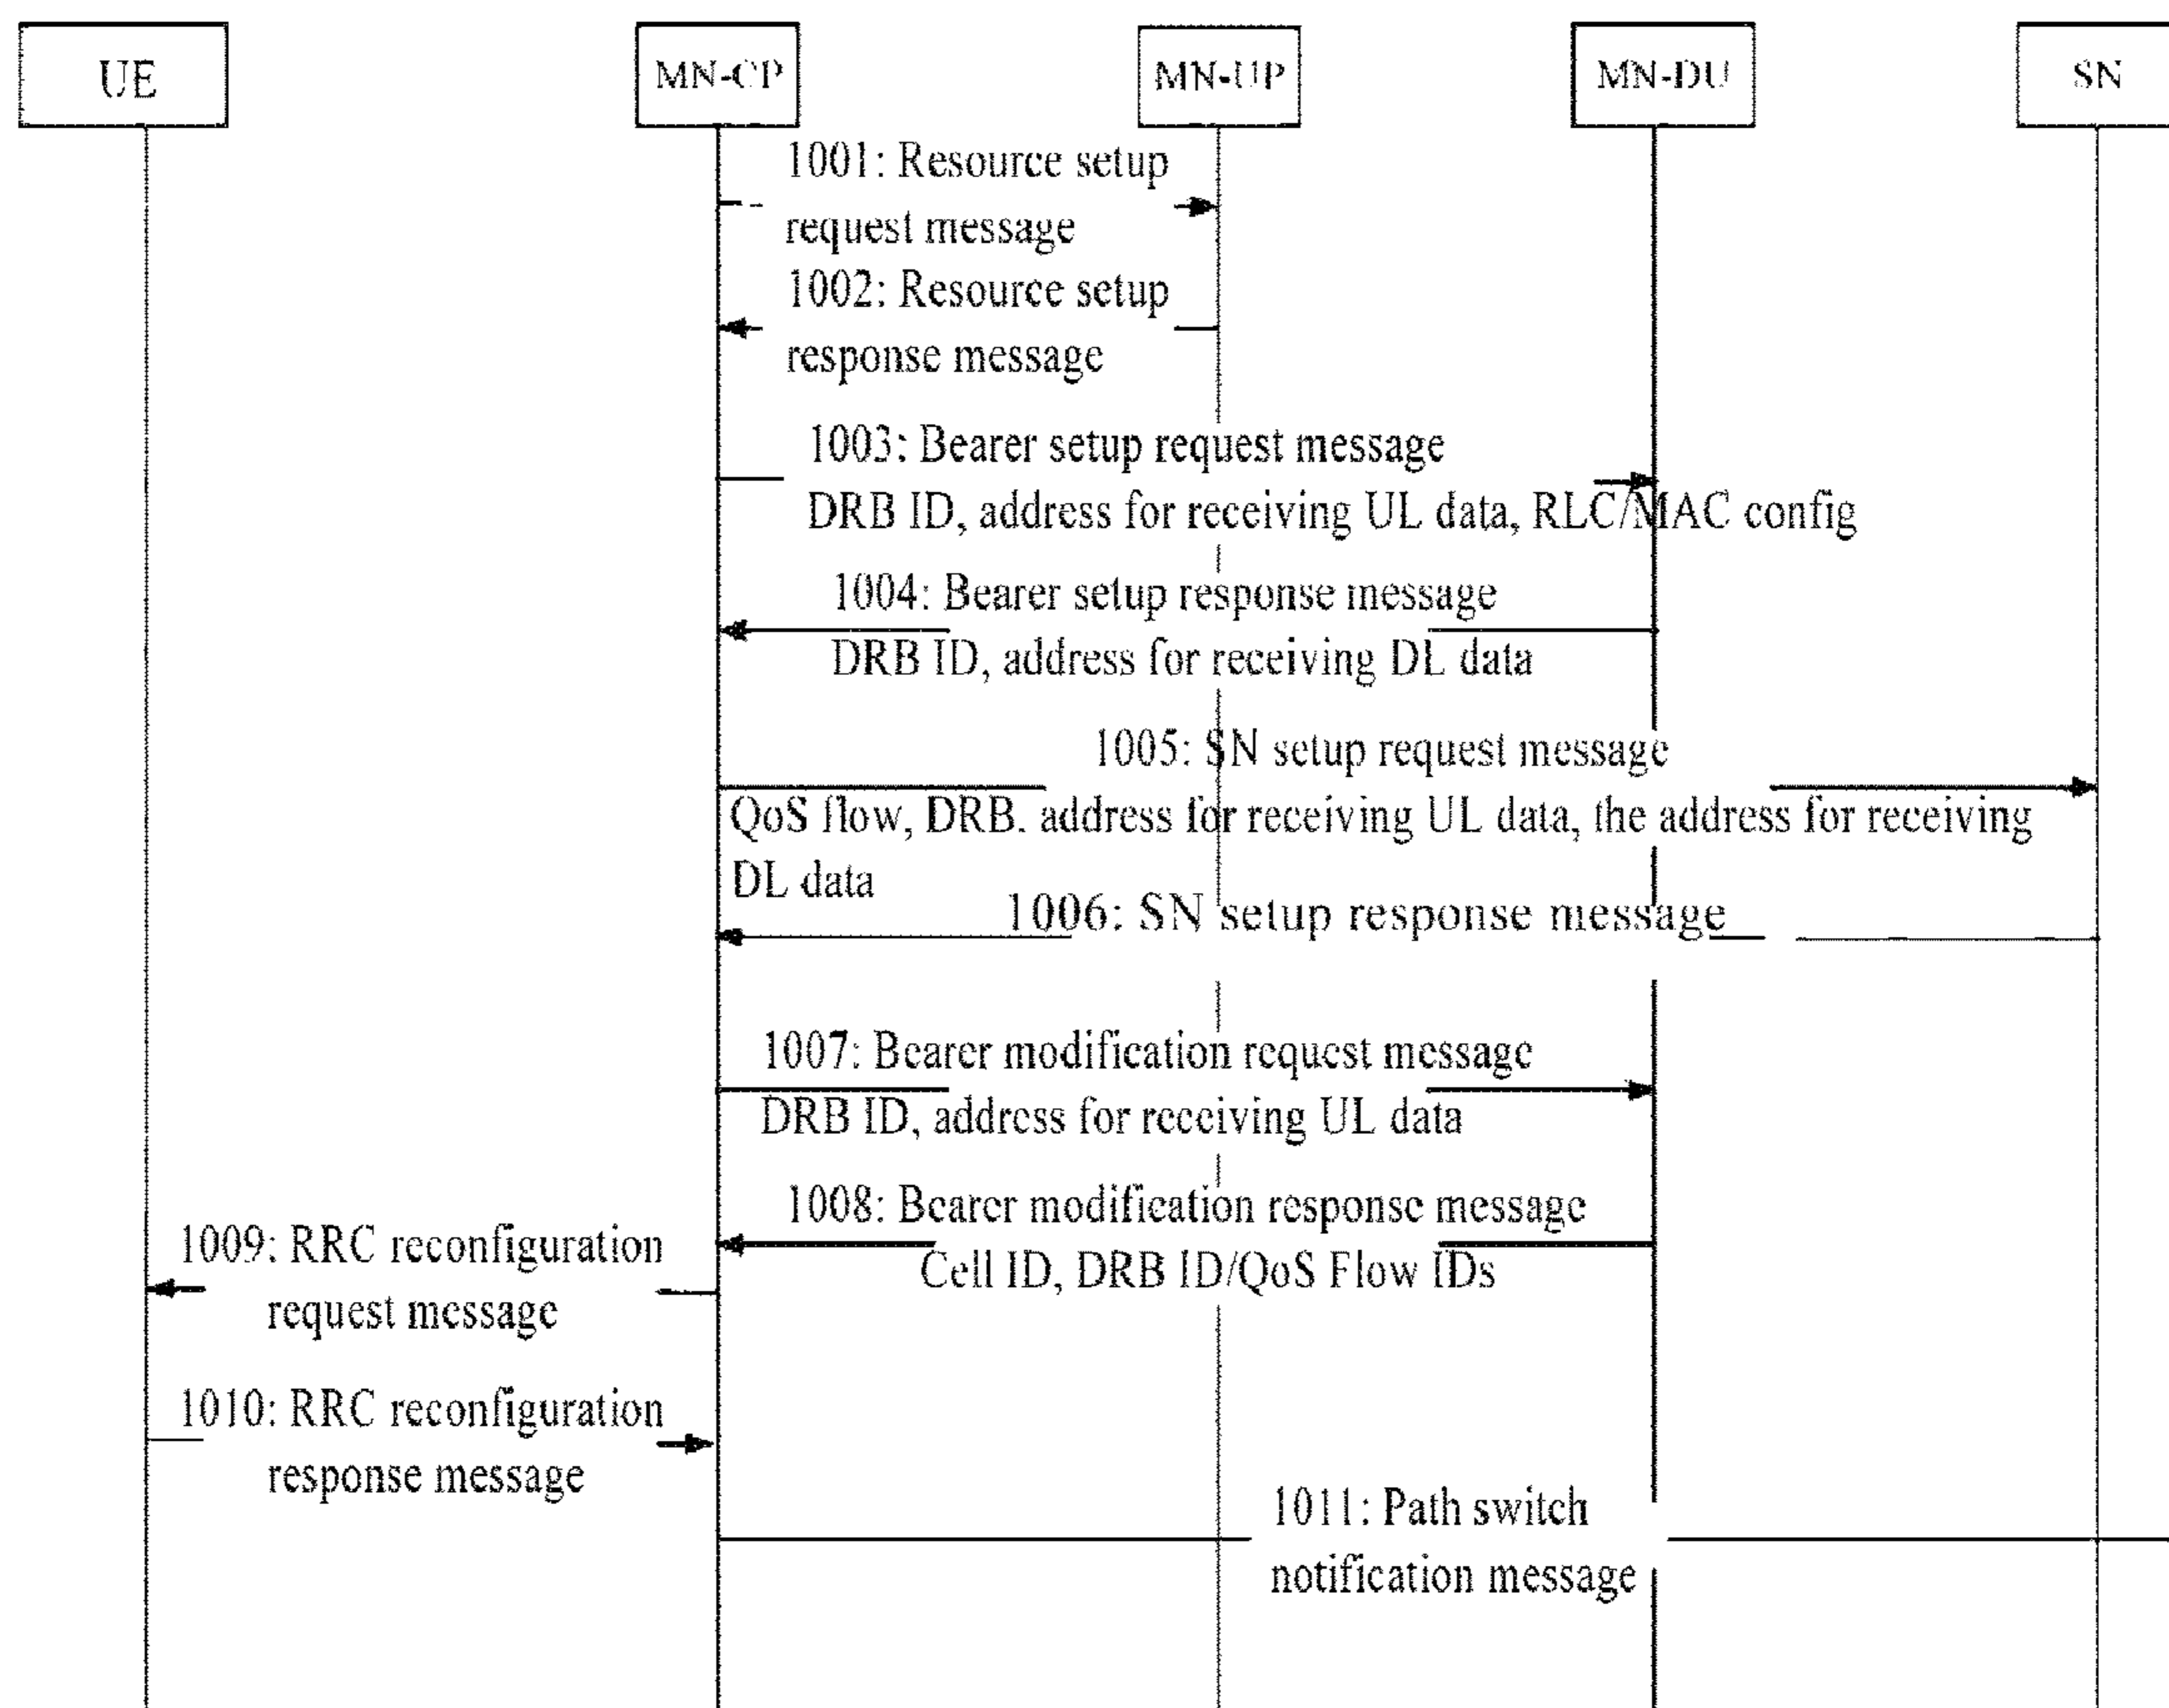 UE
MN-CP
MN-UP
MN-DU
SN
1001: Resource setup
request message
1002: Resource setup
response message
1003: Bearer setup request message
DRB ID, address for receiving UL data, RLC/MAC config
1004: Bearer setup response message
DRB ID, address for receiving DL data
1005: SN setup request message
QoS flow, DRB. address for receiving UL data, the address for receiving
DL data
1006: SN setup response message
1007: Bearer modification request message
DRB ID, address for receiving UL data
1008: Bearer modification response message
Cell ID, DRB ID/QoS Flow IDs
1009: RRC reconfiguration
request message
1010: RRC reconfiguration
response message
1011: Path switch
notification message